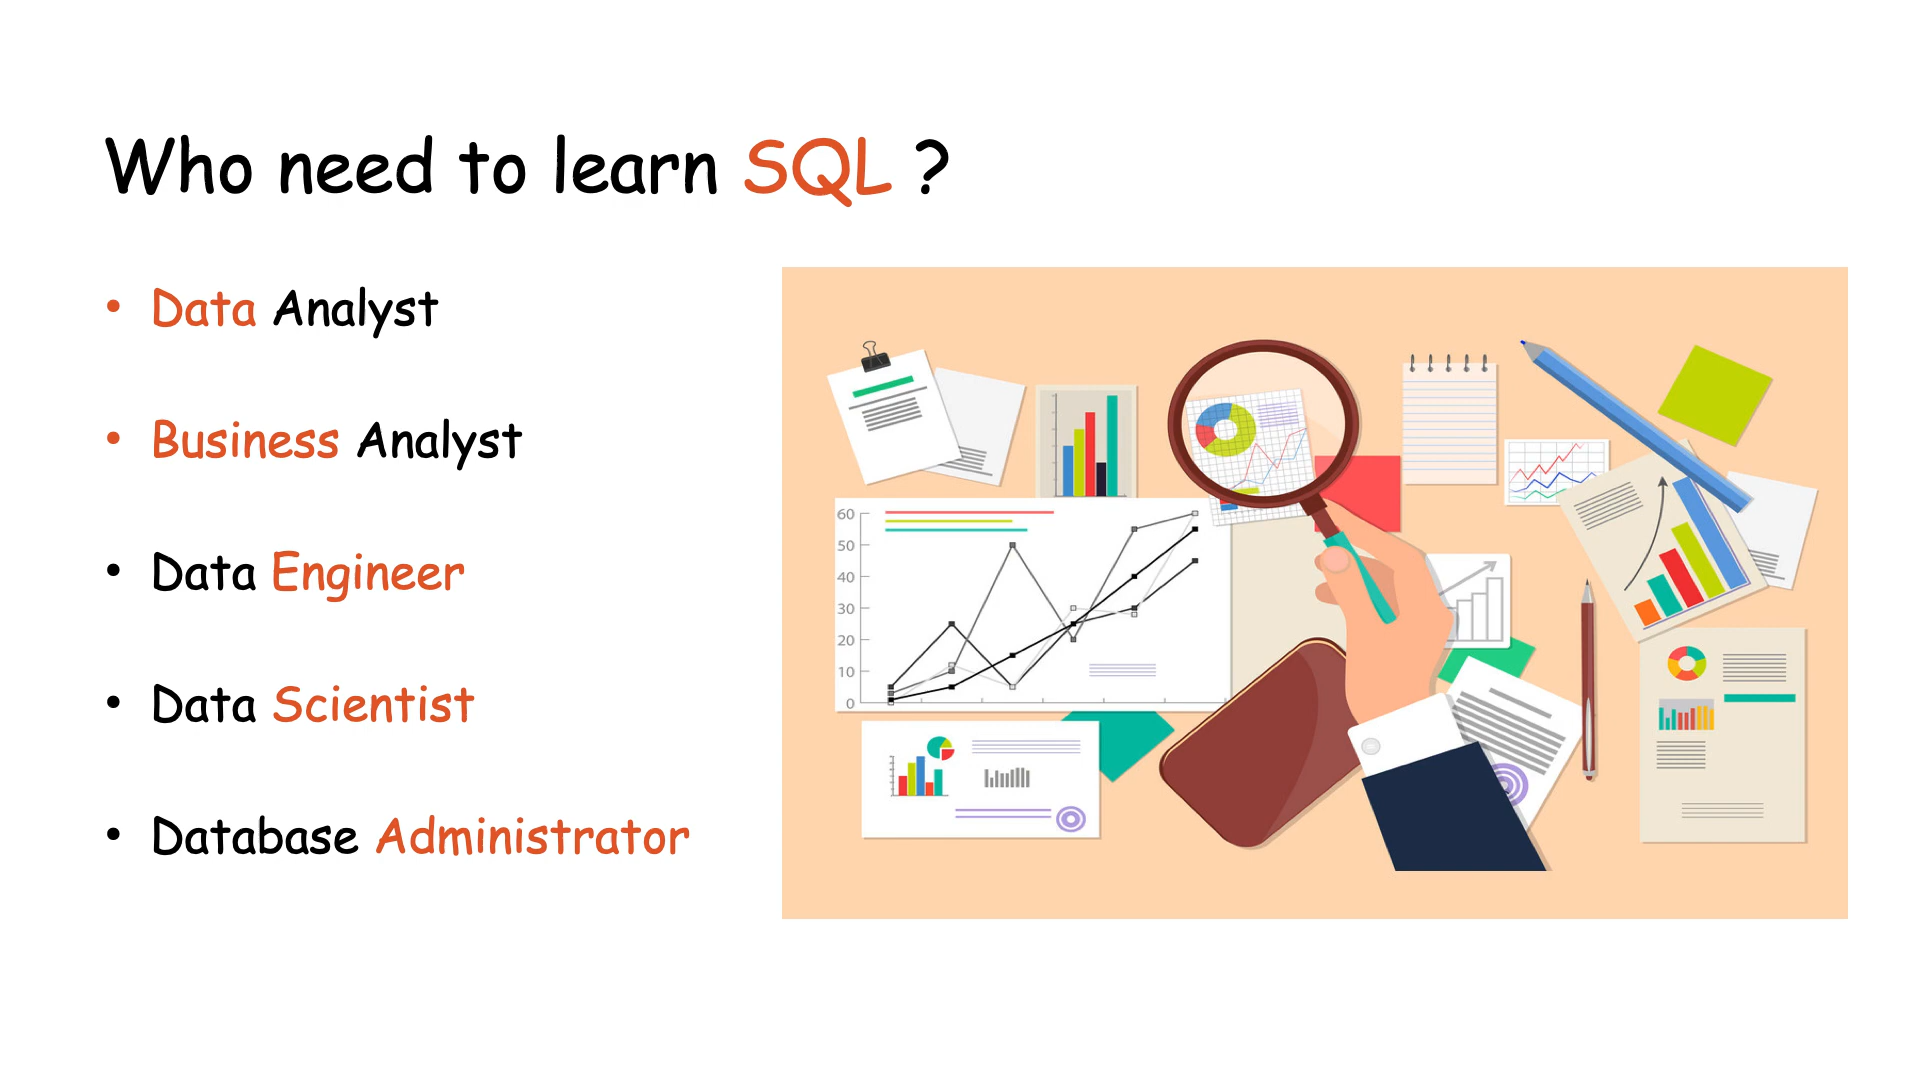 Who need to learn SQL ?
• Data Analyst
• Business Analyst
• Data Engineer
• Data Scientist
• Database Administrator
60
50
40
30
20
10
0